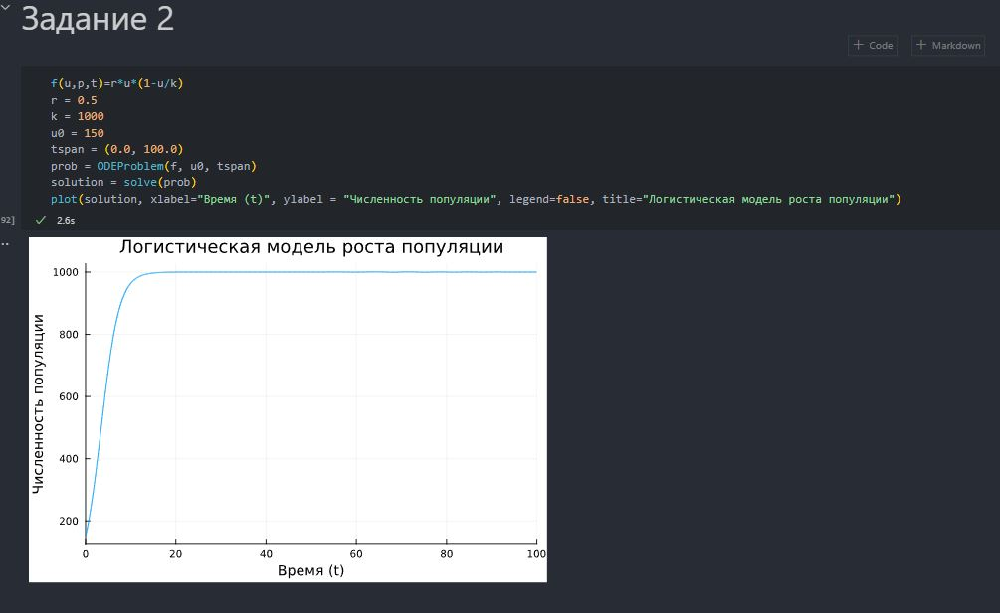 Задание 2
+ Code + Markdown
f(u,p,t)=r*u*(1-u/k)
r = 0.5
k = 1000
u0 = 150
tspan = (0.0, 100.0)
prob = ODEProblem(f, u0, tspan)
solution = solve(prob)
plot(solution, xlabel="Время (t)", ylabel = "Численность популяции", legend=false, title="Логистическая модель роста популяции")
92] ✓ 2.6s
Логистическая модель роста популяции
Численность популяции
1000
800
600
400
200
0 20 40 60 80 100
Время (t)